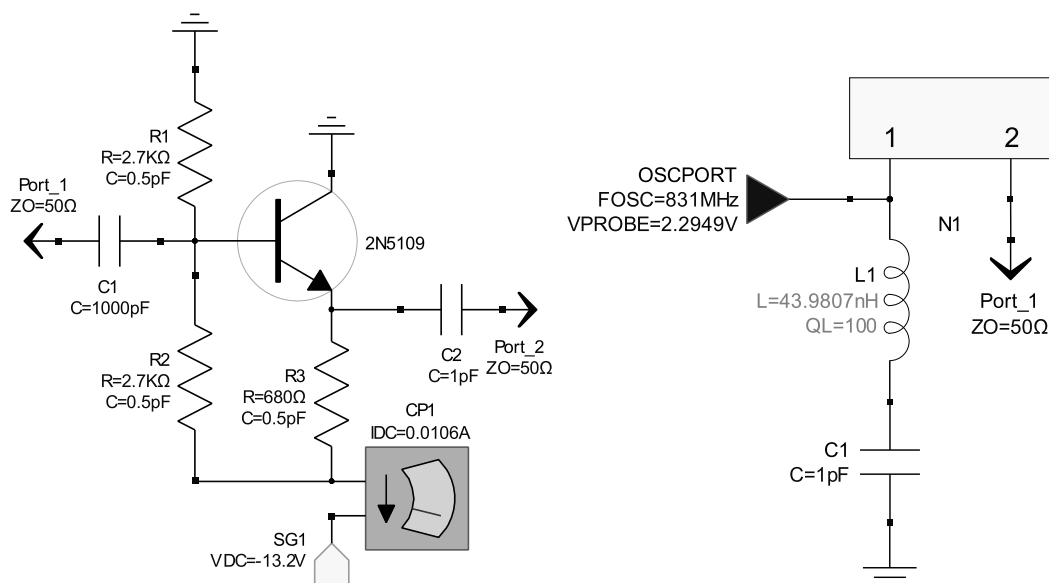 R1
R=2.7KΩ
C=0.5pF
Port_1
ZO=50Ω
C1
C=1000pF
2N5109
R2
R=2.7KΩ
C=0.5pF
R3
R=680Ω
C=0.5pF
C2
C=1pF
Port_2
ZO=50Ω
CP1
IDC=0.0106A
SG1
VDC=-13.2V
1
2
OSCPORT
FOSC=831MHz
VPROBE=2.2949V
N1
L1
L=43.9807nH
QL=100
Port_1
ZO=50Ω
C1
C=1pF